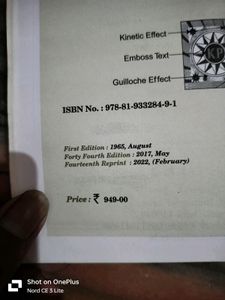 Kinetic Effect
Emboss Text
Guilloche Effect
KP
ISBN No. : 978-81-933284-9-1
First Edition : 1965, August
Forty Fourth Edition : 2017, May
Fourteenth Reprint : 2022, (February)
Price : ₹ 949-00
Shot on OnePlus
Nord CE 3 Lite